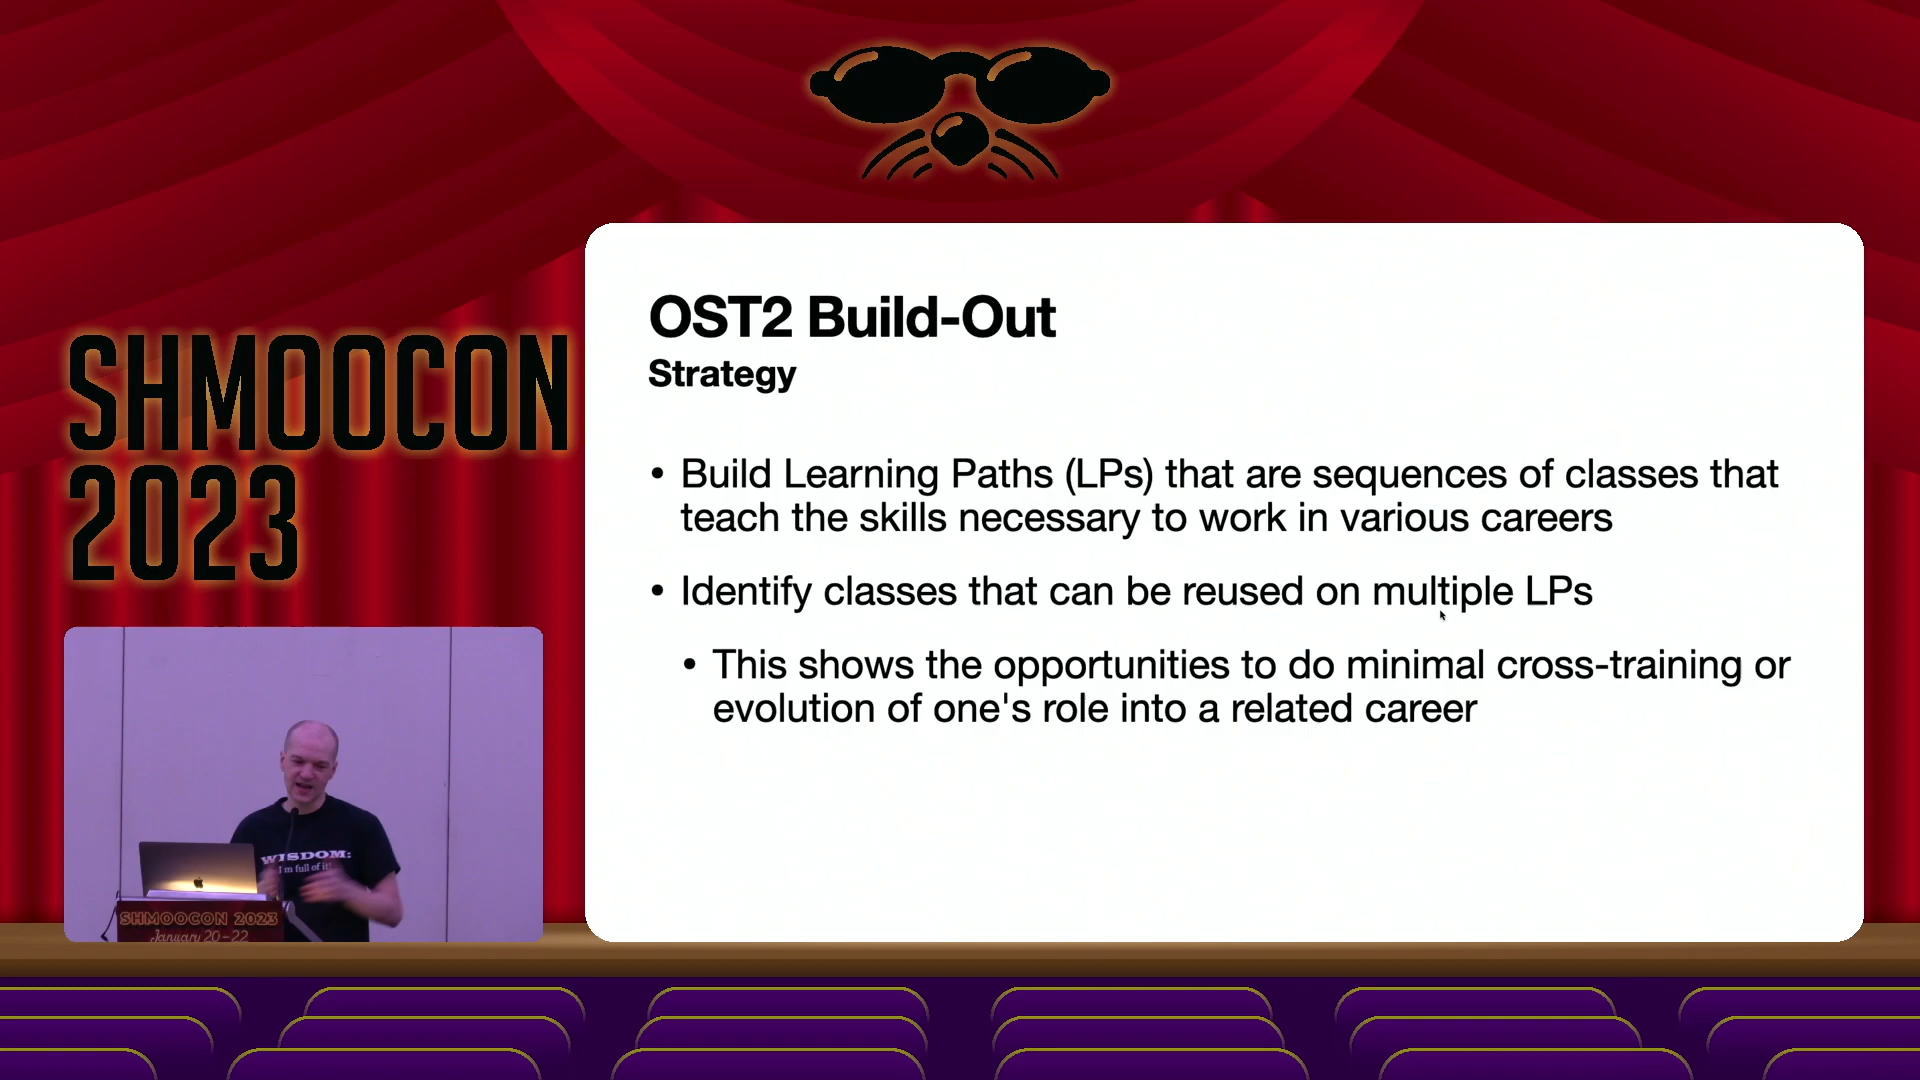 SHMOOCON
2023
OST2 Build-Out
Strategy
• Build Learning Paths (LPs) that are sequences of classes that
teach the skills necessary to work in various careers
• Identify classes that can be reused on multiple LPs
• This shows the opportunities to do minimal cross-training or
evolution of one's role into a related career
WISDOM:
I'm full of it!
SHMOOCON 2023
January 20-22